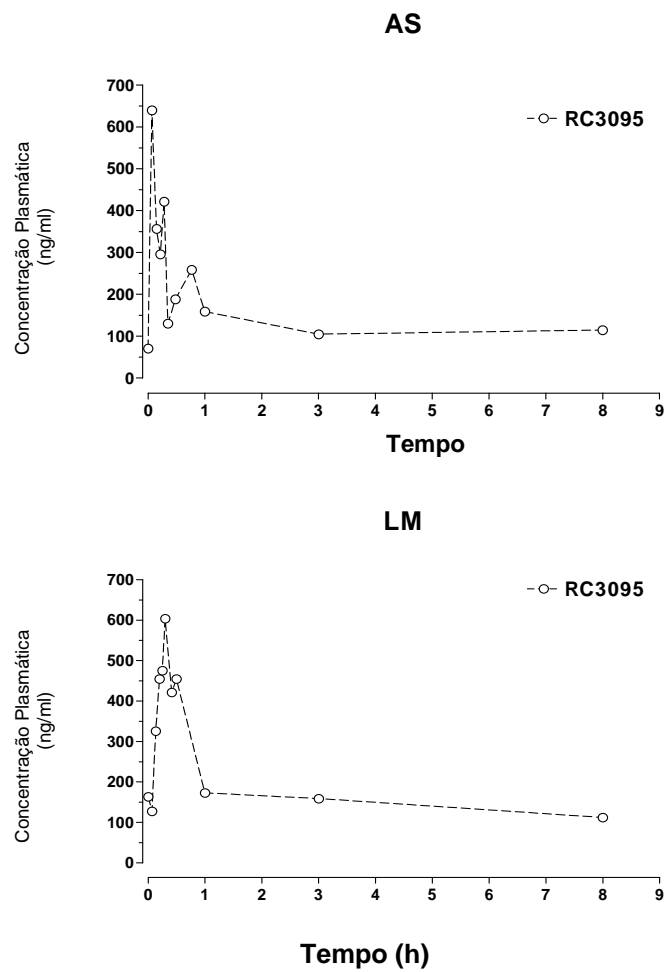 AS
Concentração Plasmática
(ng/ml)
700
600
500
400
300
200
100
0
RC3095
0 1 2 3 4 5 6 7 8 9
Tempo
LM
Concentração Plasmática
(ng/ml)
700
600
500
400
300
200
100
0
RC3095
0 1 2 3 4 5 6 7 8 9
Tempo (h)